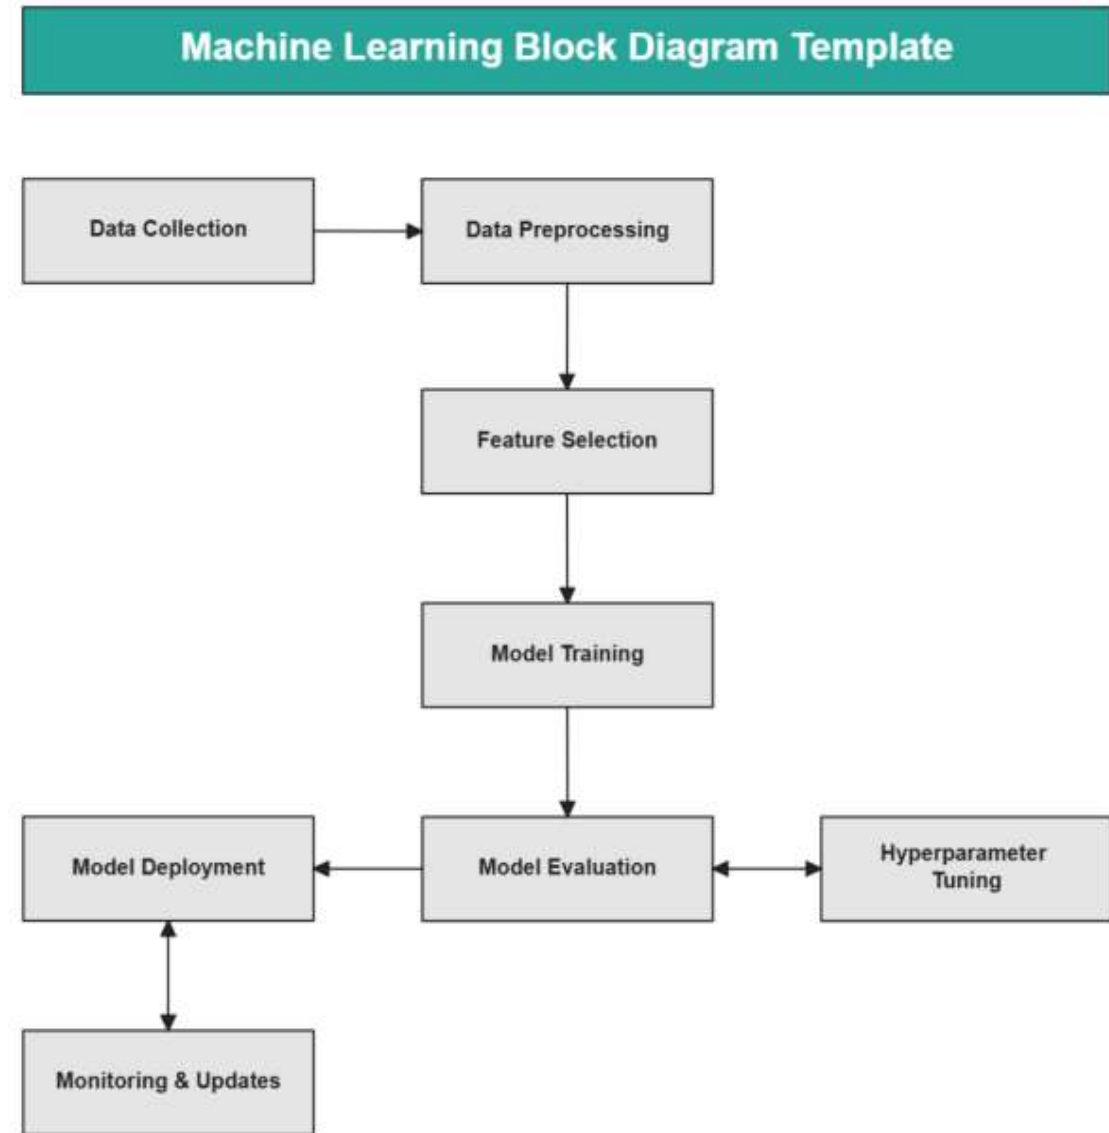 Machine Learning Block Diagram Template
Data Collection
Data Preprocessing
Feature Selection
Model Training
Model Deployment
Model Evaluation
Hyperparameter
Tuning
Monitoring & Updates